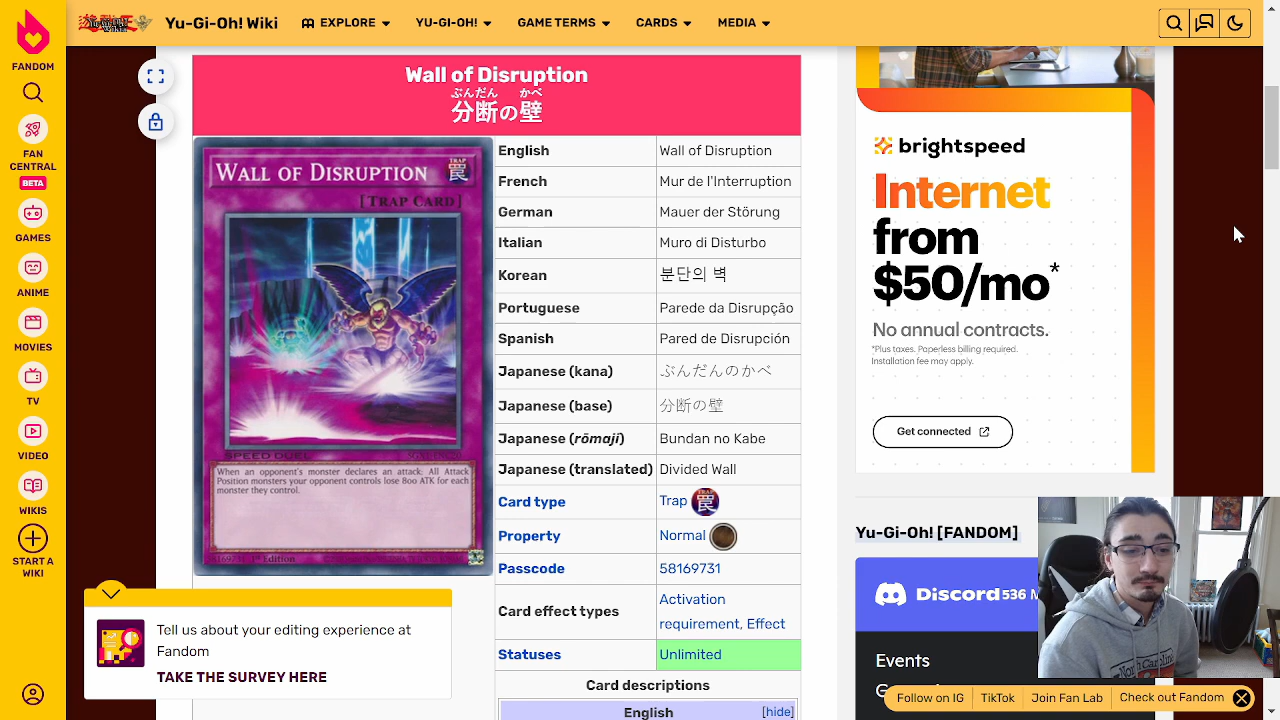 Yu-Gi-Oh! Wiki
EXPLORE
YU-GI-OH!
GAME TERMS
CARDS
MEDIA
FANDOM
FAN CENTRAL
BETA
GAMES
ANIME
MOVIES
TV
VIDEO
WIKIS
START A WIKI
Wall of Disruption
ぶんだん かべ
分断の壁
WALL OF DISRUPTION
TRAP
罠
[TRAP CARD]
SPEED DUEL
When an opponent's monster declares an attack: All Attack
Position monsters your opponent controls lose 800 ATK for each
monster they control.
1st Edition
English Wall of Disruption
French Mur de l'Interruption
German Mauer der Störung
Italian Muro di Disturbo
Korean 분단의 벽
Portuguese Parede da Disrupção
Spanish Pared de Disrupción
Japanese (kana) ぶんだんのかべ
Japanese (base) 分断の壁
Japanese (rōmaji) Bundan no Kabe
Japanese (translated) Divided Wall
Card type Trap 罠
Property Normal
Passcode 58169731
Card effect types Activation requirement, Effect
Statuses Unlimited
Card descriptions
English [hide]
Tell us about your editing experience at
Fandom
TAKE THE SURVEY HERE
brightspeed
Internet
from
$50/mo*
No annual contracts.
*Plus taxes. Paperless billing required.
Installation fee may apply.
Get connected
Yu-Gi-Oh! [FANDOM]
Discord 536
Events
Follow on IG
TikTok
Join Fan Lab
Check out Fandom